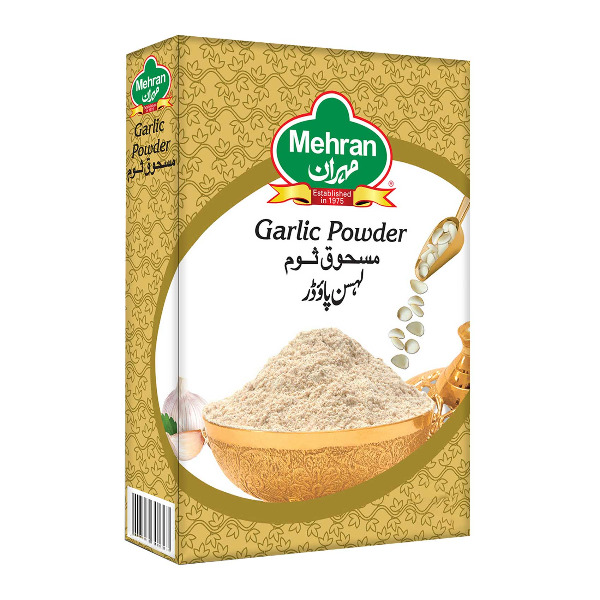 Mehran
مہران
Garlic
Powder
مسحوق ثوم
Mehran
مہران
®
Established
in 1975
Garlic Powder
مسحوق ثوم
لہسن پاؤڈر